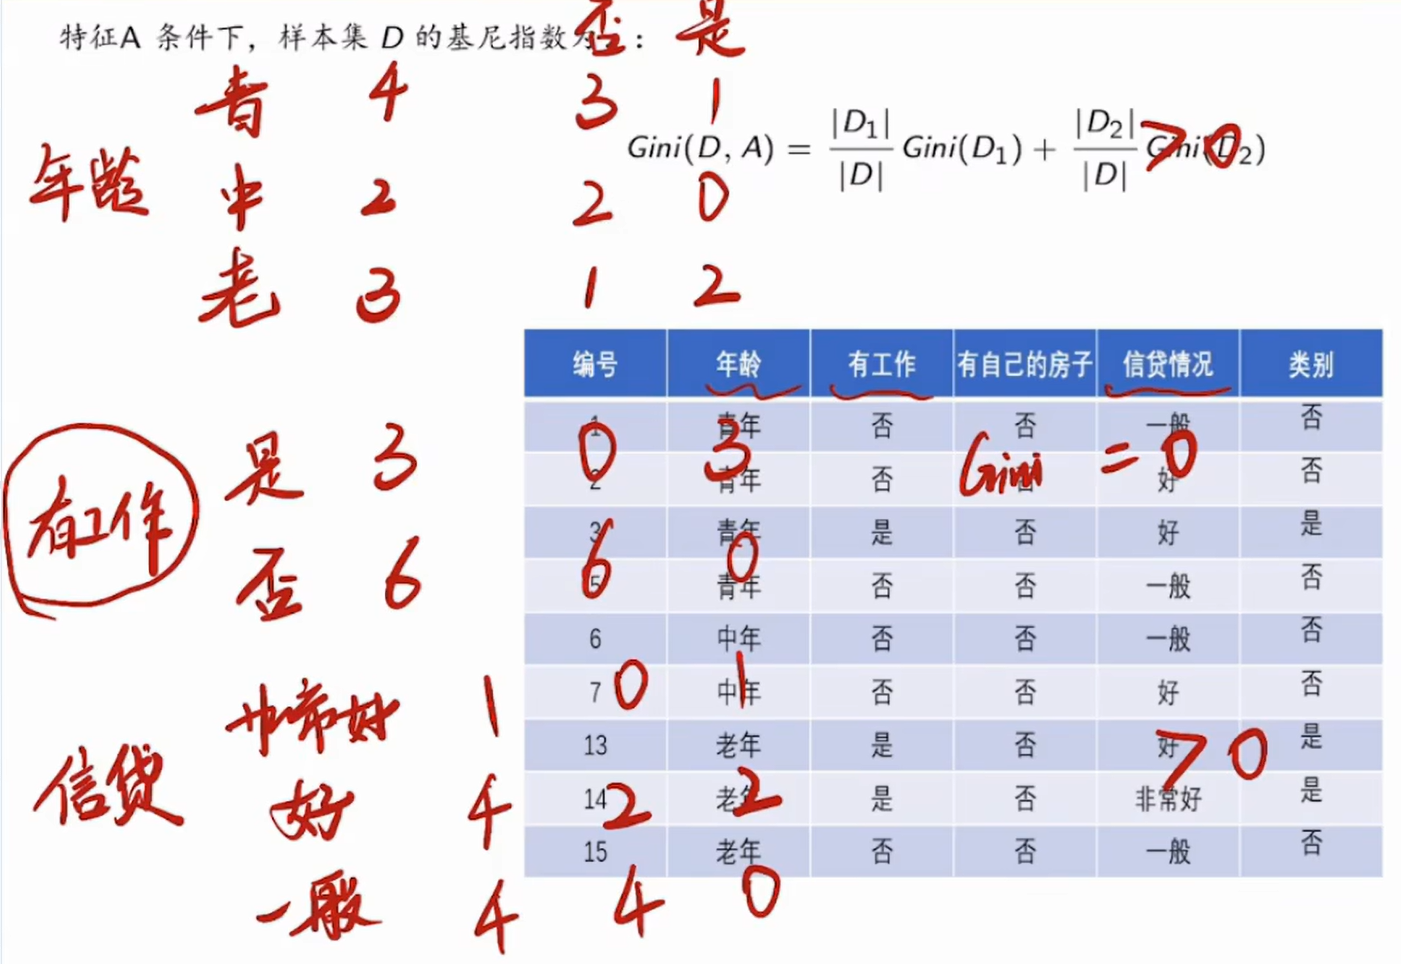 特征A 条件下，样本集 D 的基尼指数为 :
否 是
青 4 3 1
Gini(D, A) = |D₁|/|D| Gini(D₁) + |D₂|/|D| Gini(D₂)
>0
年龄
中 2 2 0
老 3 1 2
编号 年龄 有工作 有自己的房子 信贷情况 类别
1 青年 否 否 一般 否
2 青年 否 否 好 否
3 青年 是 否 好 是
5 青年 否 否 一般 否
6 中年 否 否 一般 否
7 中年 否 否 好 否
13 老年 是 否 好 是
14 老年 是 否 非常好 是
15 老年 否 否 一般 否
有工作
是 3 0 3
Gini = 0
否 6 6 0
信贷
非常好 1 0 1
>0
好 4 2 2
一般 4 4 0